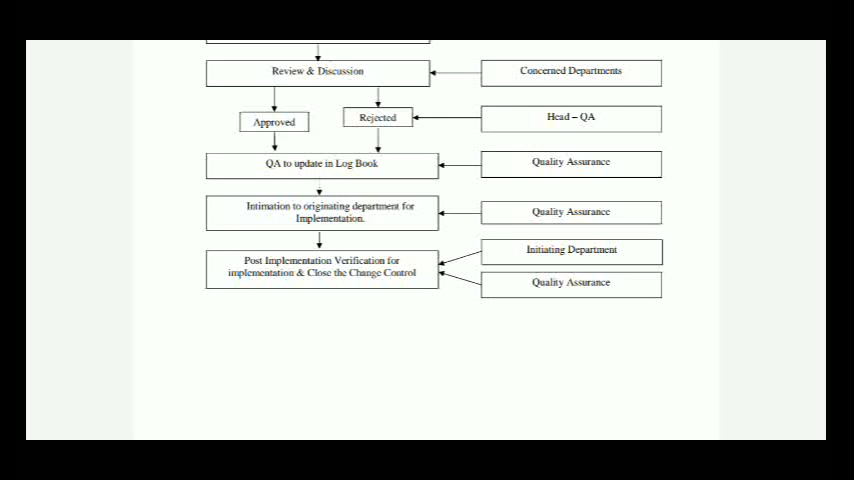 Review & Discussion
Concerned Departments
Approved
Rejected
Head – QA
QA to update in Log Book
Quality Assurance
Intimation to originating department for
Implementation.
Quality Assurance
Post Implementation Verification for
implementation & Close the Change Control
Initiating Department
Quality Assurance